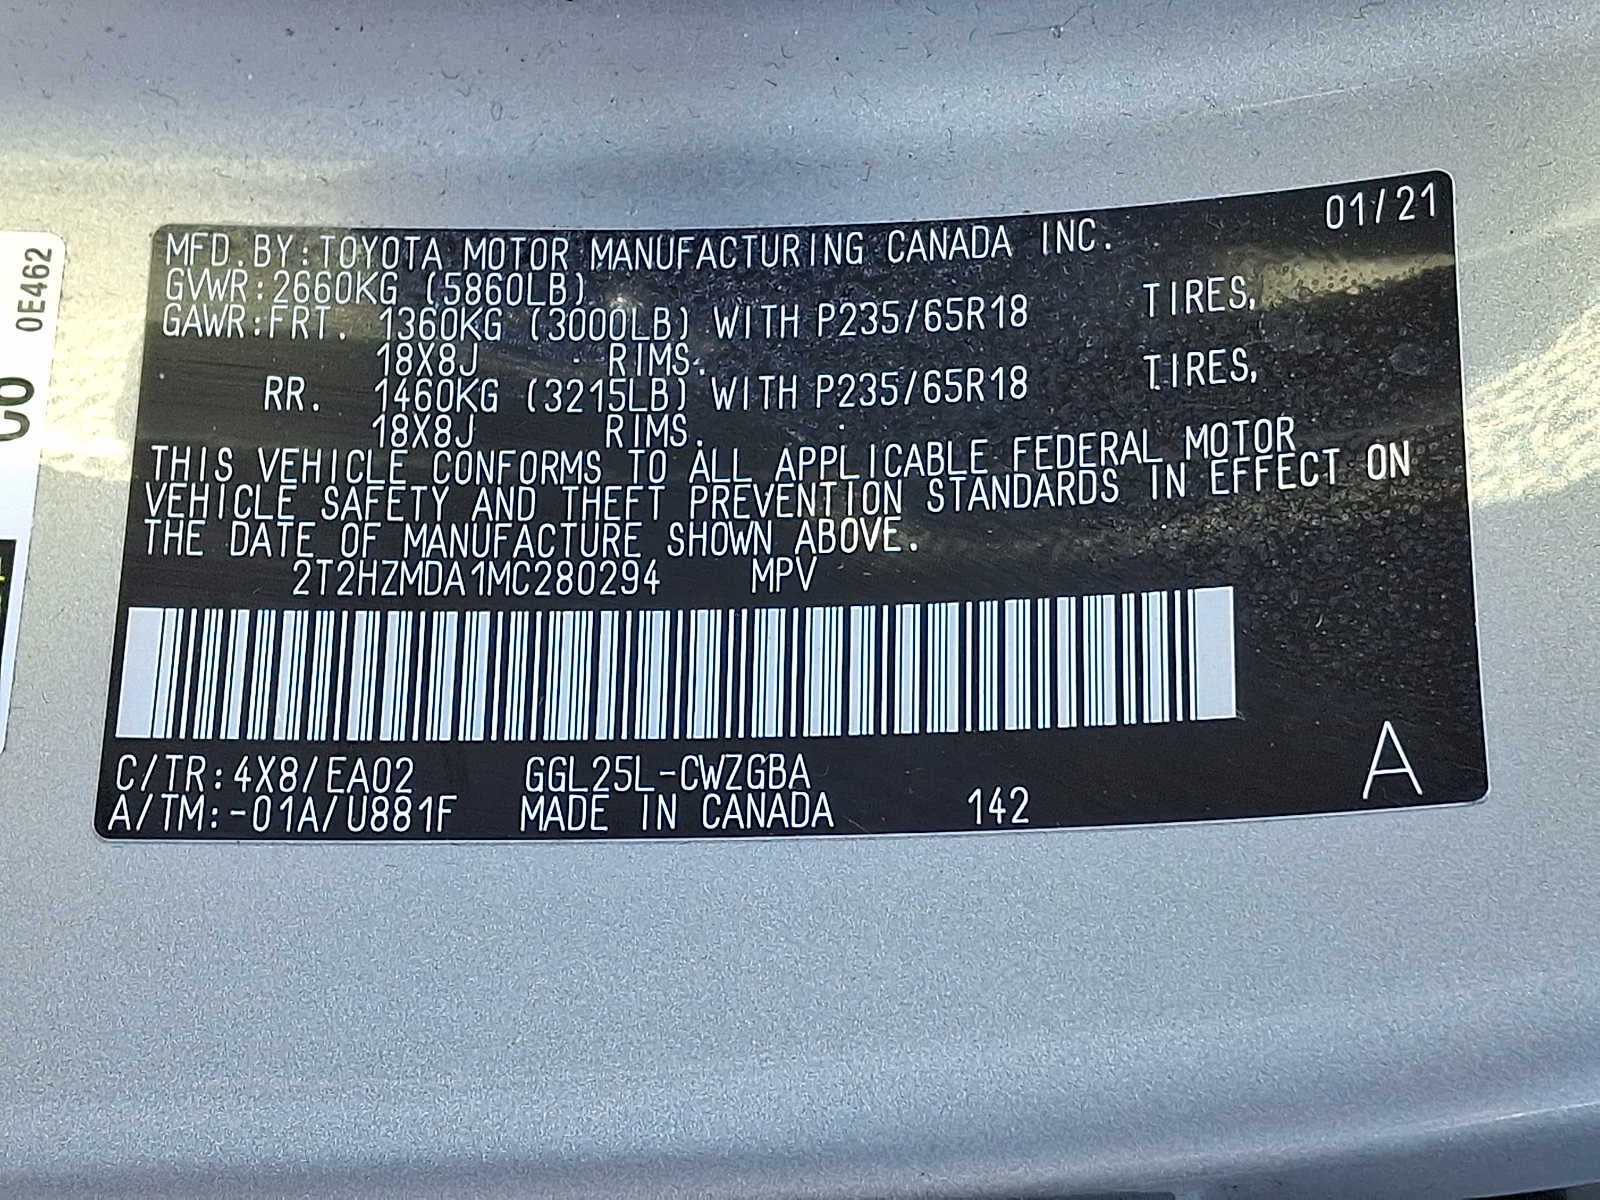 01/21
MFD.BY:TOYOTA MOTOR MANUFACTURING CANADA INC.
GVWR:2660KG (5860LB)
GAWR:FRT. 1360KG (3000LB) WITH P235/65R18 TIRES,
18X8J RIMS.
RR. 1460KG (3215LB) WITH P235/65R18 TIRES,
18X8J RIMS.
THIS VEHICLE CONFORMS TO ALL APPLICABLE FEDERAL MOTOR
VEHICLE SAFETY AND THEFT PREVENTION STANDARDS IN EFFECT ON
THE DATE OF MANUFACTURE SHOWN ABOVE.
2T2HZMDA1MC280294 MPV
C/TR:4X8/EA02 GGL25L-CWZGBA
A/TM:-01A/U881F MADE IN CANADA 142
A
0E462